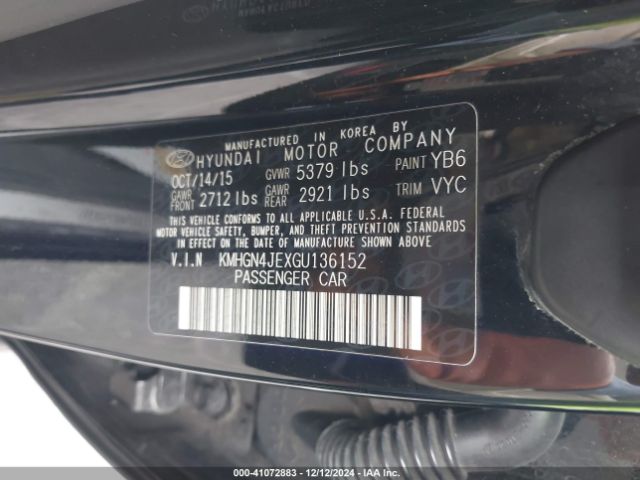 MANUFACTURED IN KOREA BY
HYUNDAI MOTOR COMPANY
OCT/14/15 GVWR 5379 lbs PAINT YB6
GAWR FRONT 2712 lbs GAWR REAR 2921 lbs TRIM VYC
THIS VEHICLE CONFORMS TO ALL APPLICABLE U.S.A. FEDERAL
MOTOR VEHICLE SAFETY, BUMPER, AND THEFT PREVENTION STANDARDS
IN EFFECT ON THE DATE OF MANUFACTURE SHOWN ABOVE
V.I.N KMHGN4JEXGU136152
PASSENGER CAR
000-41072883 - 12/12/2024 - IAA Inc.